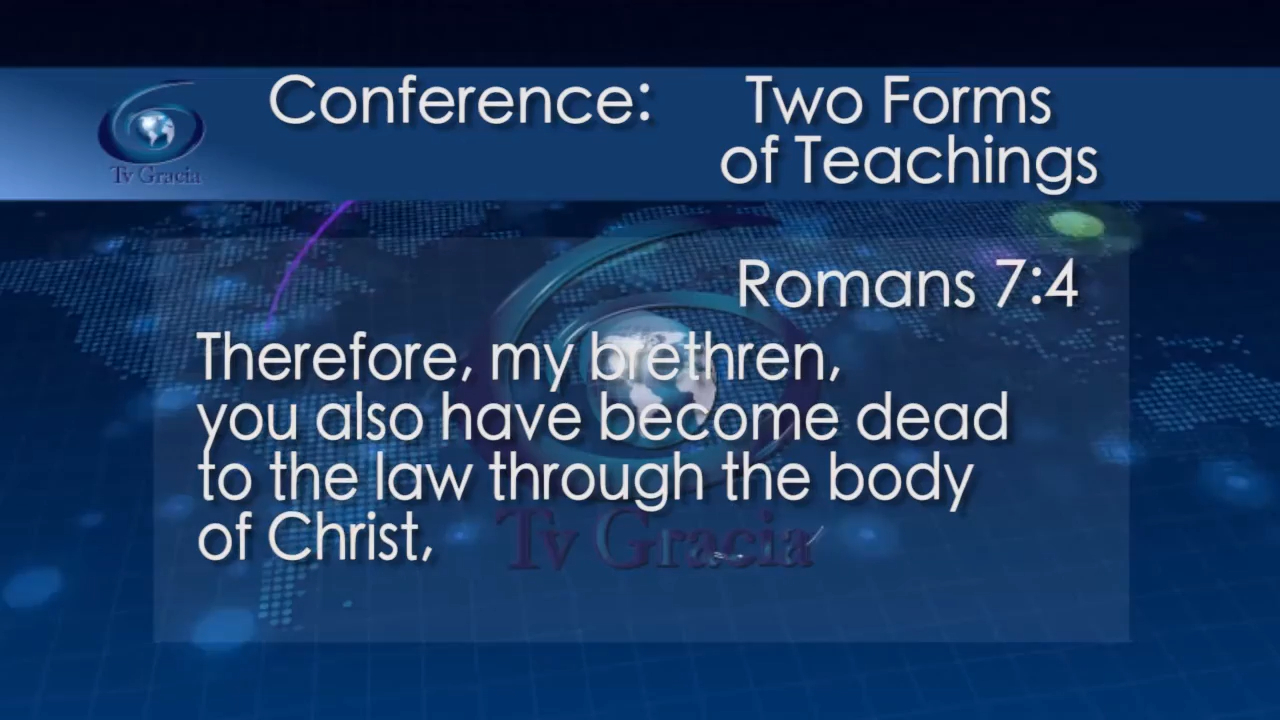 Conference: Two Forms
of Teachings
Tv Gracia
Romans 7:4
Therefore, my brethren,
you also have become dead
to the law through the body
of Christ,
Tv Gracia